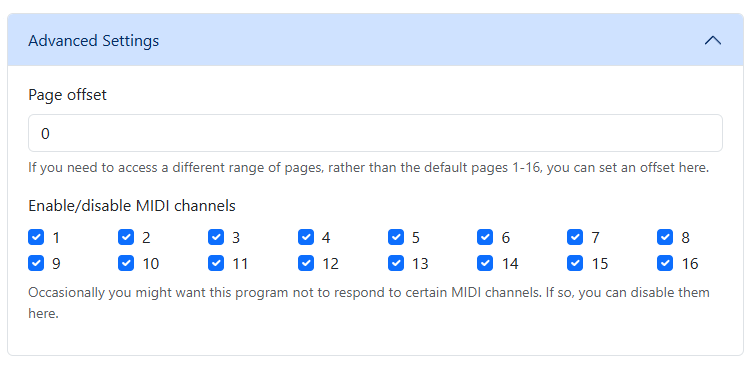 Advanced Settings
Page offset
0
If you need to access a different range of pages, rather than the default pages 1-16, you can set an offset here.
Enable/disable MIDI channels
1 2 3 4 5 6 7 8
9 10 11 12 13 14 15 16
Occasionally you might want this program not to respond to certain MIDI channels. If so, you can disable them
here.